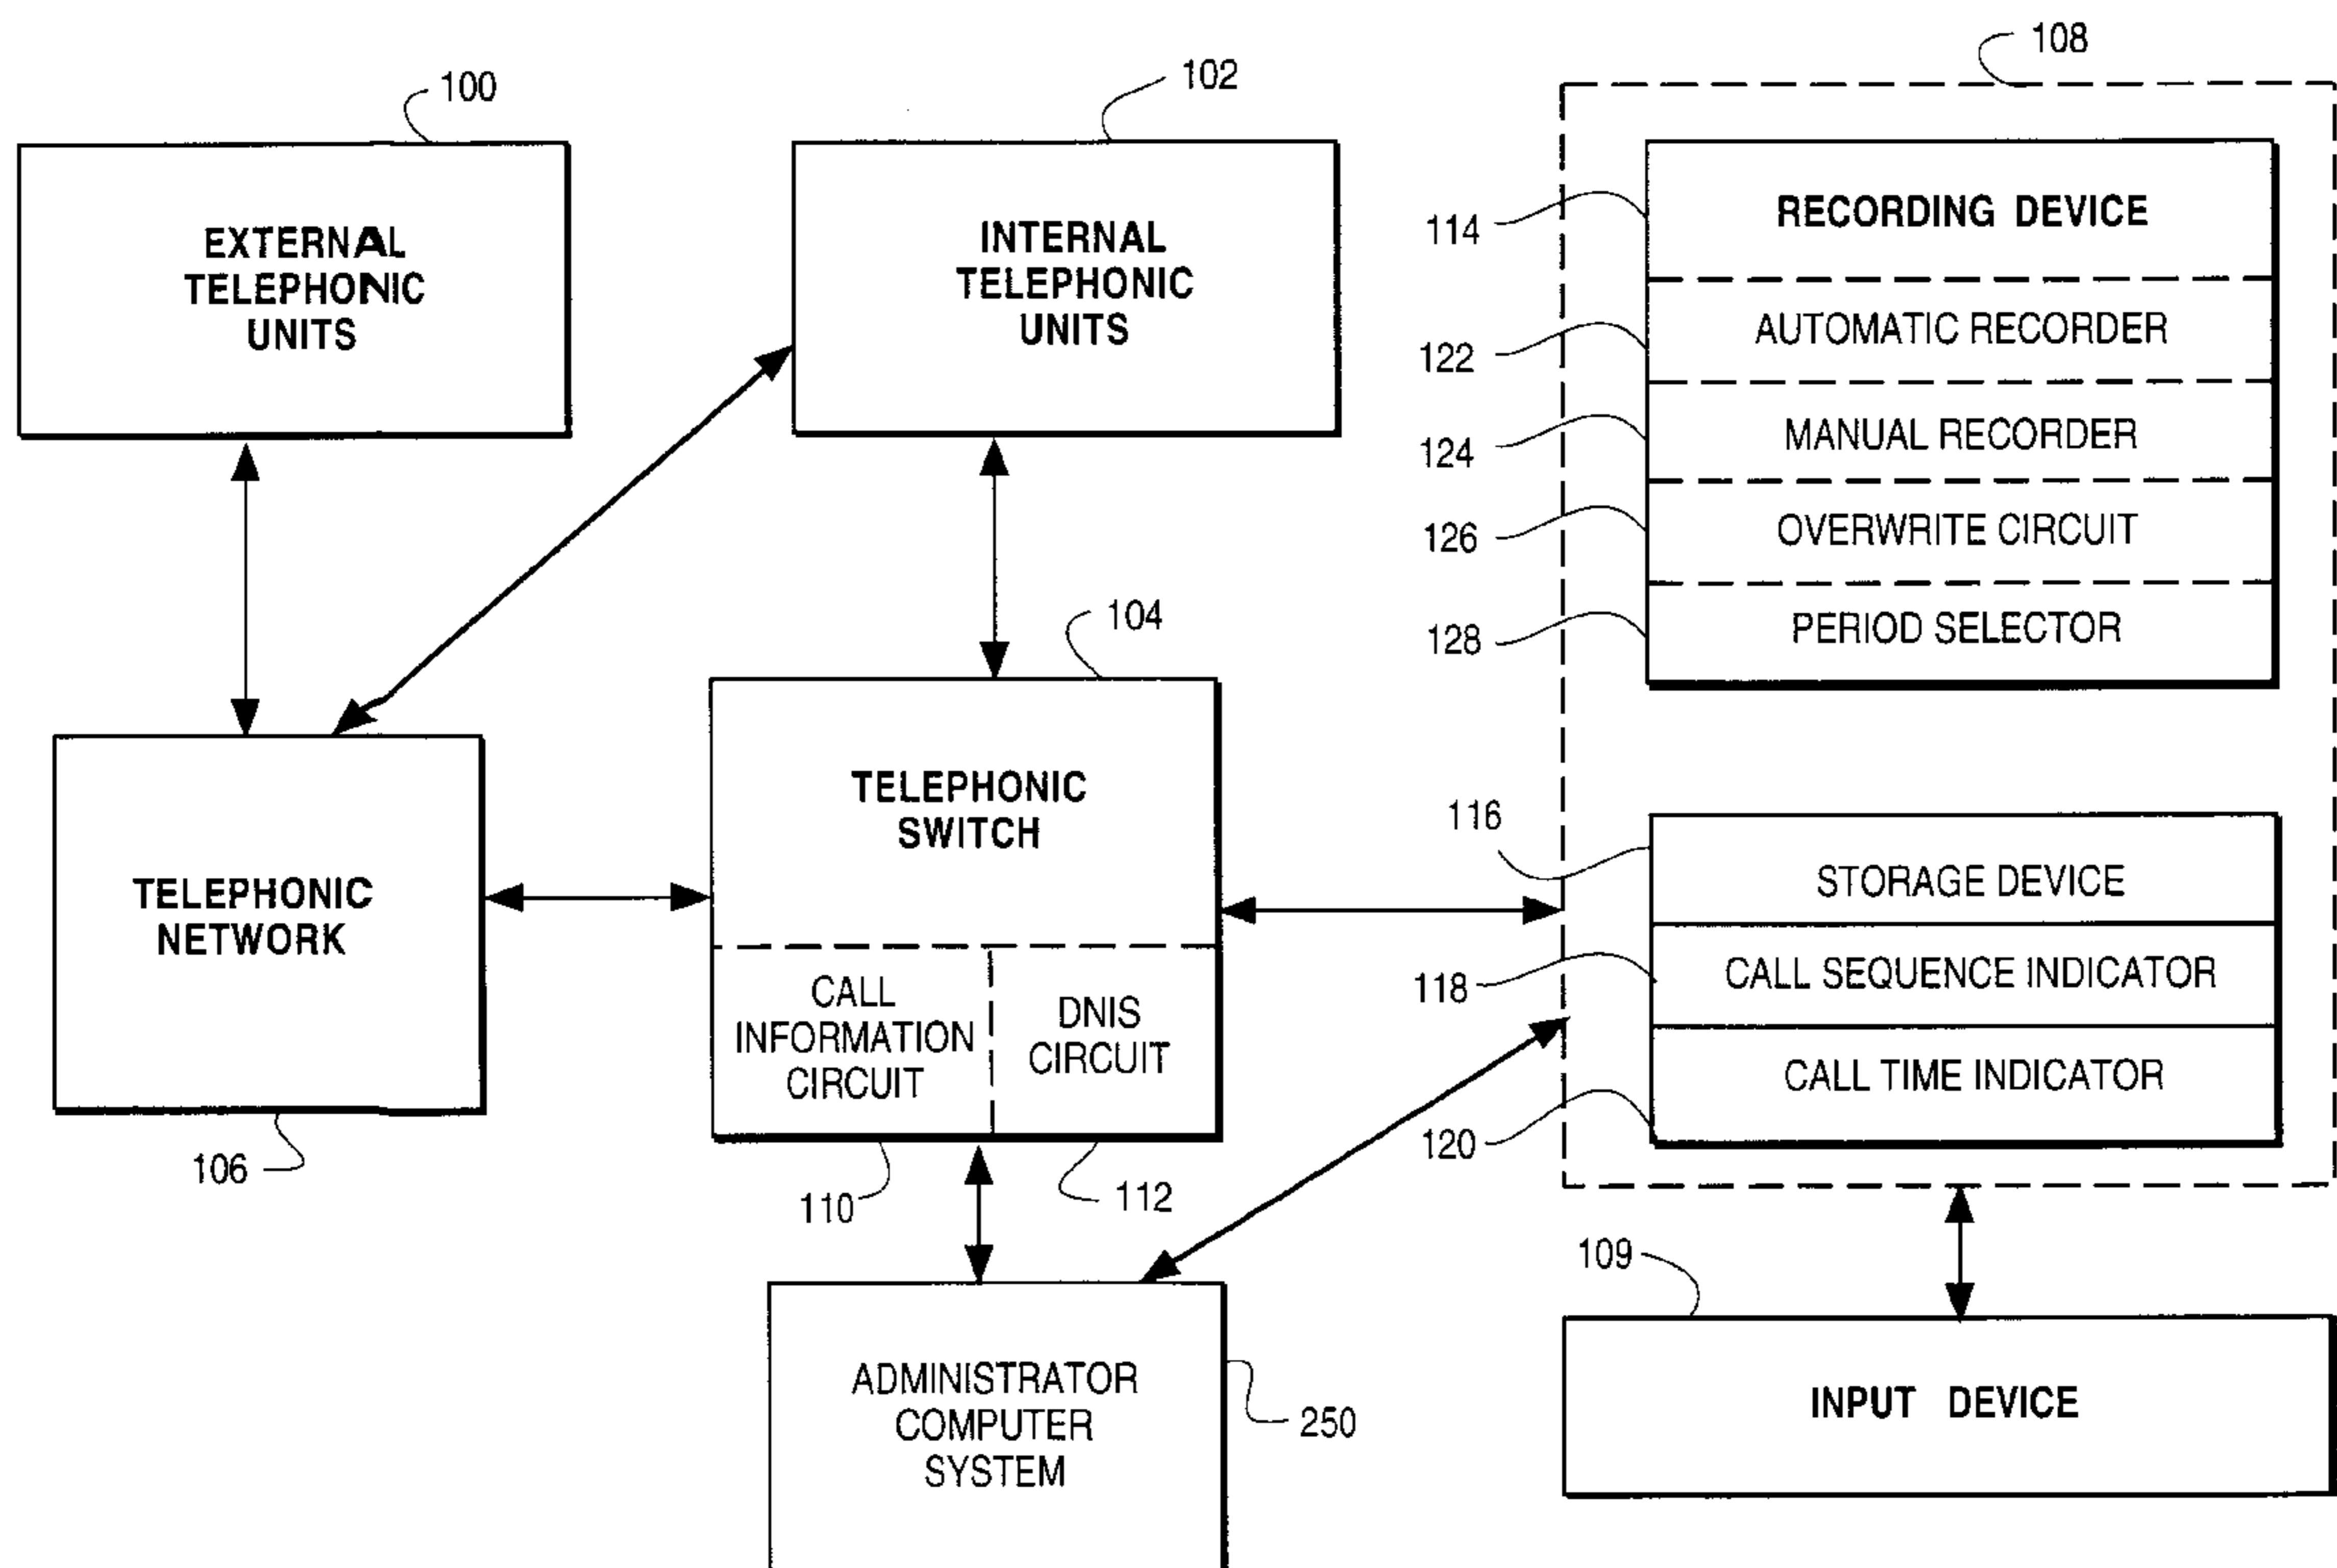 100
102
108
EXTERNAL
TELEPHONIC
UNITS
INTERNAL
TELEPHONIC
UNITS
114
RECORDING DEVICE
122
AUTOMATIC RECORDER
124
MANUAL RECORDER
126
OVERWRITE CIRCUIT
128
PERIOD SELECTOR
104
TELEPHONIC
SWITCH
TELEPHONIC
NETWORK
106
CALL
INFORMATION
CIRCUIT
DNIS
CIRCUIT
110
112
116
STORAGE DEVICE
118
CALL SEQUENCE INDICATOR
120
CALL TIME INDICATOR
109
INPUT DEVICE
ADMINISTRATOR
COMPUTER
SYSTEM
250